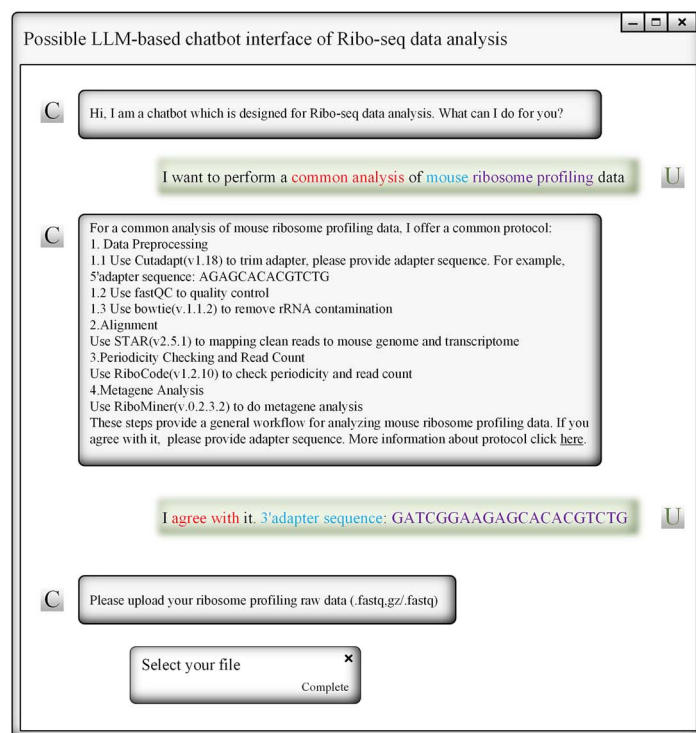 Possible LLM-based chatbot interface of Ribo-seq data analysis
C
Hi, I am a chatbot which is designed for Ribo-seq data analysis. What can I do for you?
I want to perform a common analysis of mouse ribosome profiling data
U
C
For a common analysis of mouse ribosome profiling data, I offer a common protocol:
1. Data Preprocessing
1.1 Use Cutadapt(v1.18) to trim adapter, please provide adapter sequence. For example,
5'adapter sequence: AGAGCACACGTCTG
1.2 Use fastQC to quality control
1.3 Use bowtie(v.1.1.2) to remove rRNA contamination
2.Alignment
Use STAR(v2.5.1) to mapping clean reads to mouse genome and transcriptome
3.Periodicity Checking and Read Count
Use RiboCode(v1.2.10) to check periodicity and read count
4.Metagene Analysis
Use RiboMiner(v.0.2.3.2) to do metagene analysis
These steps provide a general workflow for analyzing mouse ribosome profiling data. If you
agree with it, please provide adapter sequence. More information about protocol click here.
I agree with it. 3'adapter sequence: GATCGGAAGAGCACACGTCTG
U
C
Please upload your ribosome profiling raw data (.fastq.gz/.fastq)
Select your file
Complete